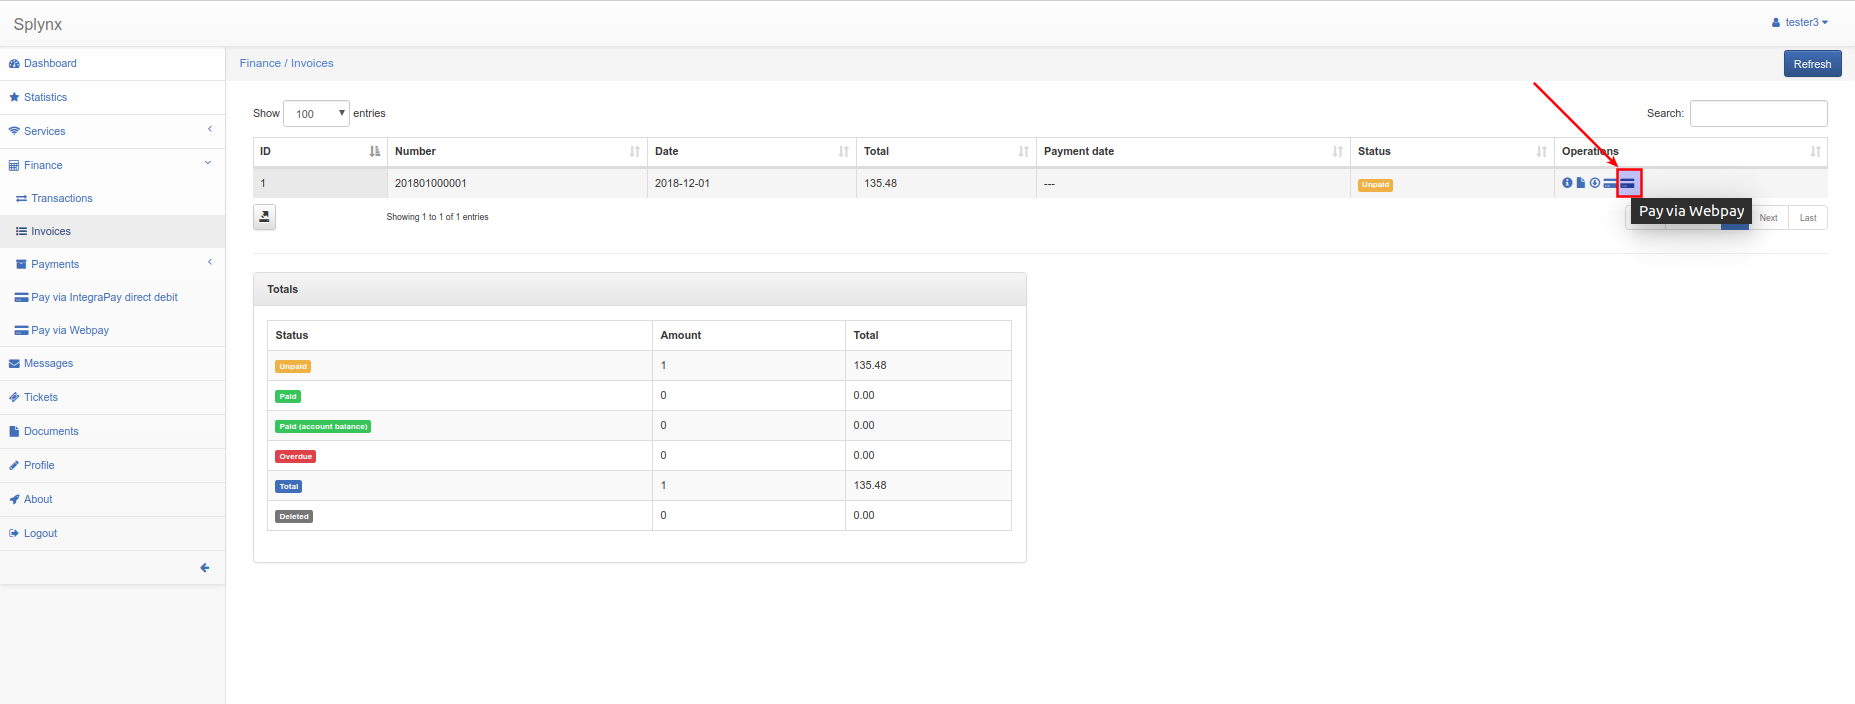 Splynx
tester3
Dashboard
Statistics
Services
Finance
Transactions
Invoices
Payments
Pay via IntegraPay direct debit
Pay via Webpay
Messages
Tickets
Documents
Profile
About
Logout
Finance / Invoices
Refresh
Show 100 entries
Search:
ID Number Date Total Payment date Status Operations
1 201801000001 2018-12-01 135.48 --- Unpaid
Pay via Webpay
Showing 1 to 1 of 1 entries
Next Last
Totals
Status Amount Total
Unpaid 1 135.48
Paid 0 0.00
Paid (account balance) 0 0.00
Overdue 0 0.00
Total 1 135.48
Deleted 0 0.00